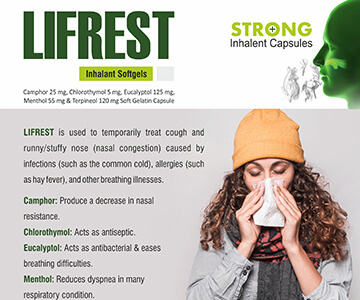 LIFREST
Inhalant Softgels
STRONG
Inhalent Capsules
Camphor 25 mg, Chlorothymol 5 mg, Eucalyptol 125 mg,
Menthol 55 mg & Terpineol 120 mg Soft Gelatin Capsule
LIFREST is used to temporarily treat cough and
runny/stuffy nose (nasal congestion) caused by
infections (such as the common cold), allergies (such
as hay fever), and other breathing illnesses.
Camphor: Produce a decrease in nasal
resistance.
Chlorothymol: Acts as antiseptic.
Eucalyptol: Acts as antibacterial & eases
breathing difficulties.
Menthol: Reduces dyspnea in many
respiratory condition.